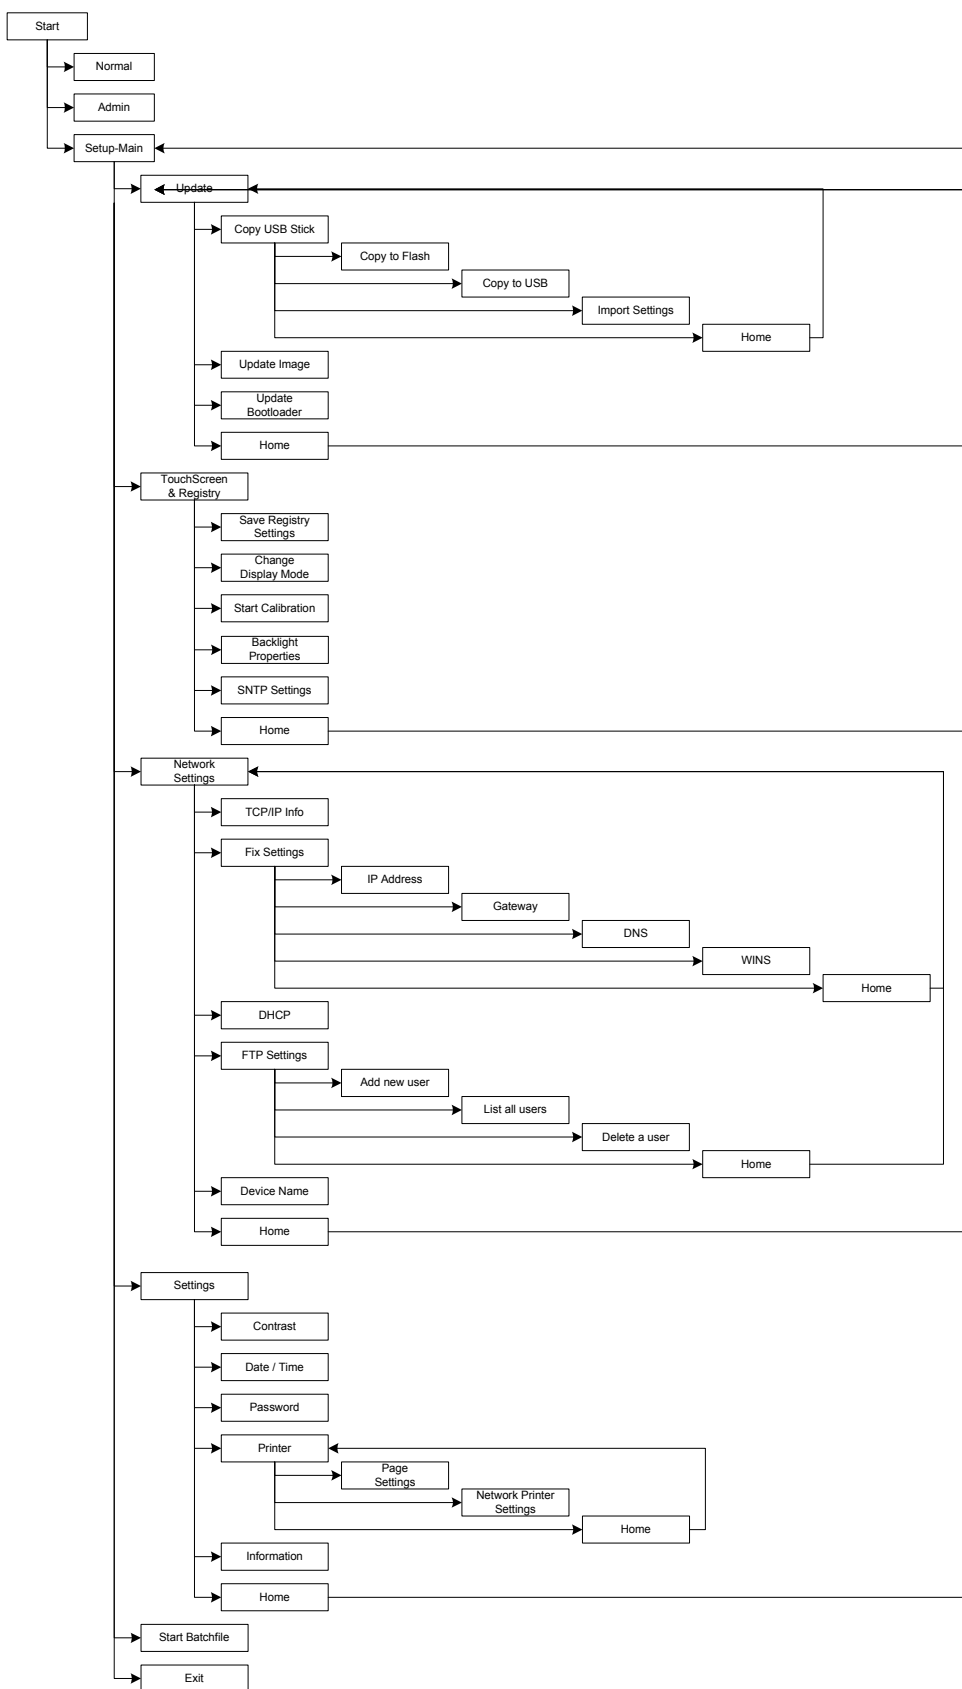 Start
Normal
Admin
Setup-Main
Update
Copy USB Stick
Copy to Flash
Copy to USB
Import Settings
Home
Update Image
Update
Bootloader
Home
TouchScreen
& Registry
Save Registry
Settings
Change
Display Mode
Start Calibration
Backlight
Properties
SNTP Settings
Home
Network
Settings
TCP/IP Info
Fix Settings
IP Address
Gateway
DNS
WINS
Home
DHCP
FTP Settings
Add new user
List all users
Delete a user
Home
Device Name
Home
Settings
Contrast
Date / Time
Password
Printer
Page
Settings
Network Printer
Settings
Home
Information
Home
Start Batchfile
Exit